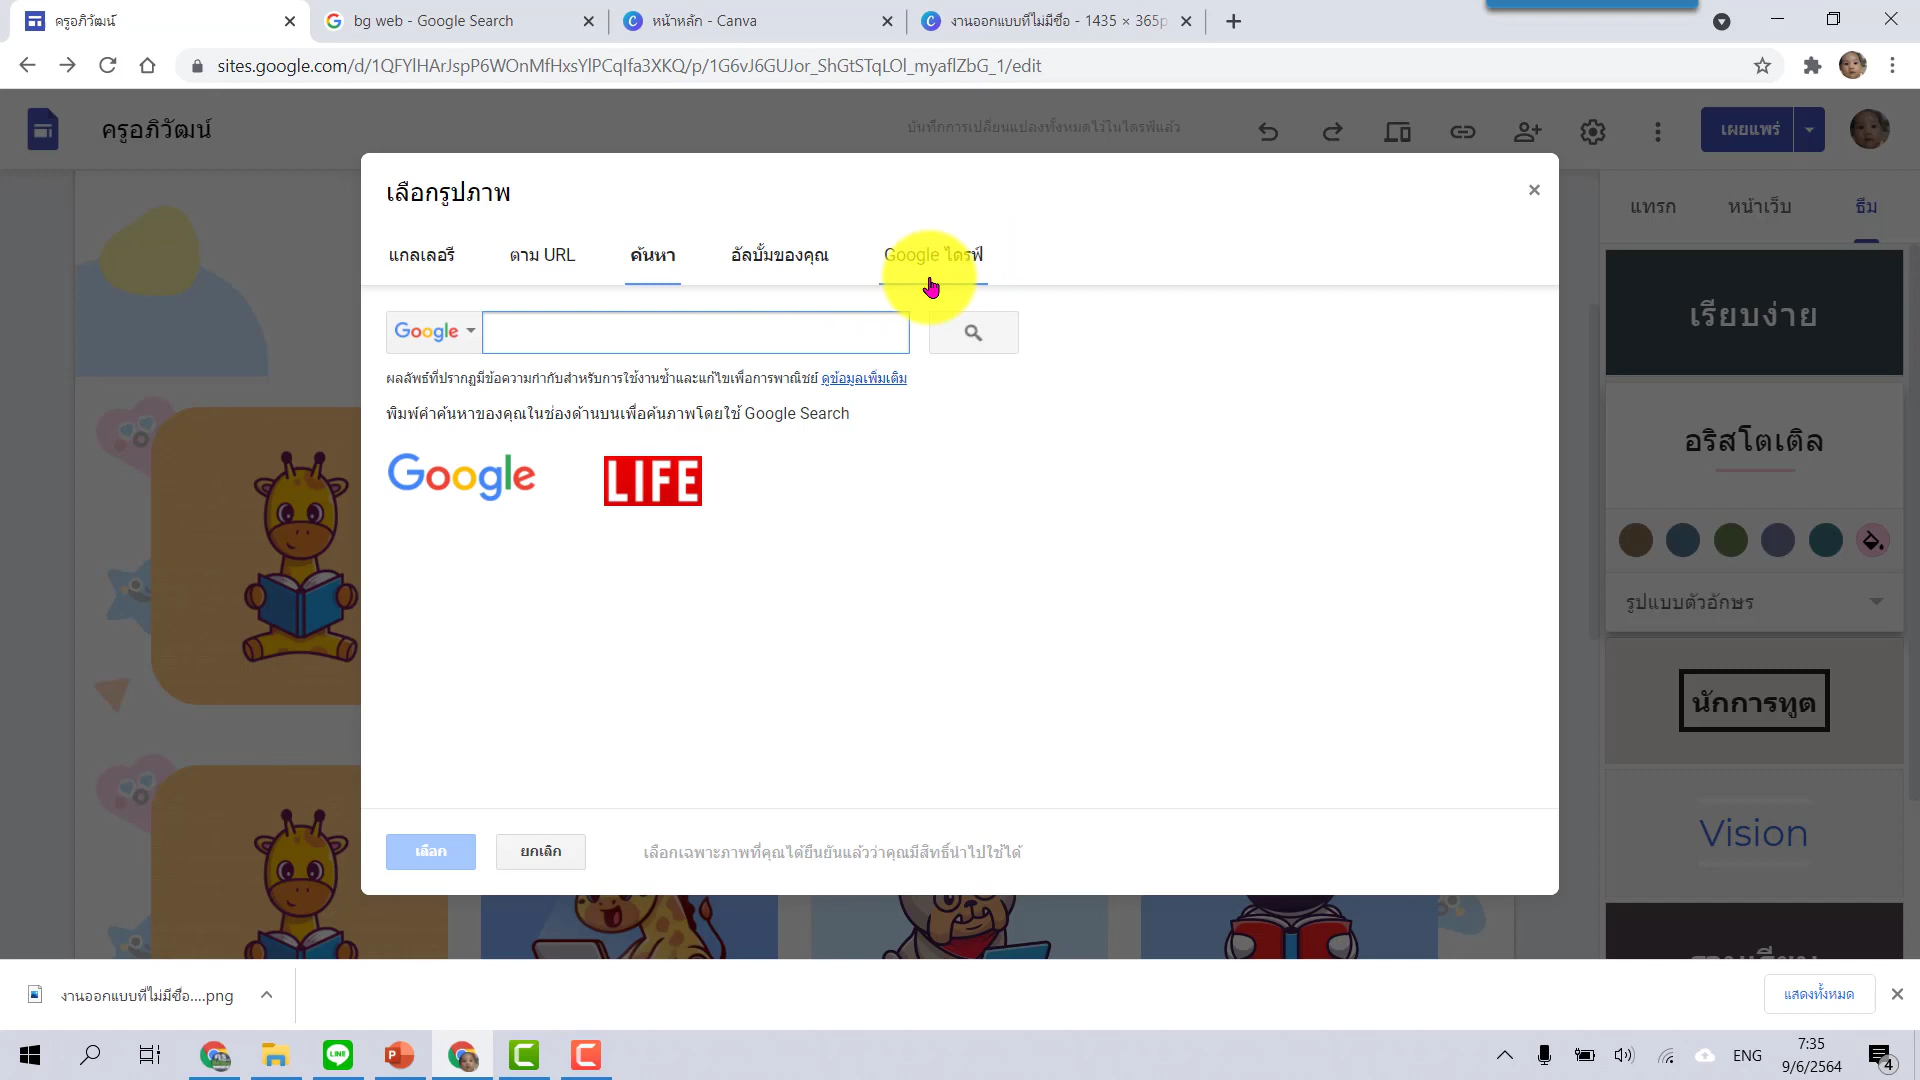 ครูอภิวัฒน์
bg web - Google Search
หน้าหลัก - Canva
งานออกแบบที่ไม่มีชื่อ - 1435 × 365p
sites.google.com/d/1QFYlHArJspP6WOnMfHxsYlPCqIfa3XKQ/p/1G6vJ6GUJor_ShGtSTqLOl_myaflZbG_1/edit
ครูอภิวัฒน์
บันทึกการเปลี่ยนแปลงทั้งหมดไว้ในไดรฟ์แล้ว
เผยแพร่
เลือกรูปภาพ
แทรก
หน้าเว็บ
ธีม
แกลเลอรี
ตาม URL
ค้นหา
อัลบั้มของคุณ
Google ไดรฟ์
Google
ผลลัพธ์ที่ปรากฏมีข้อความกำกับสำหรับการใช้งานซ้ำและแก้ไขเพื่อการพาณิชย์ ดูข้อมูลเพิ่มเติม
พิมพ์คำค้นหาของคุณในช่องด้านบนเพื่อค้นภาพโดยใช้ Google Search
Google
LIFE
เรียบง่าย
อริสโตเติล
รูปแบบตัวอักษร
นักการทูต
Vision
เลือก
ยกเลิก
เลือกเฉพาะภาพที่คุณได้ยืนยันแล้วว่าคุณมีสิทธิ์นำไปใช้ได้
งานออกแบบที่ไม่มีชื่อ....png
แสดงทั้งหมด
LINE
P
C
C
ENG
7:35
9/6/2564
4